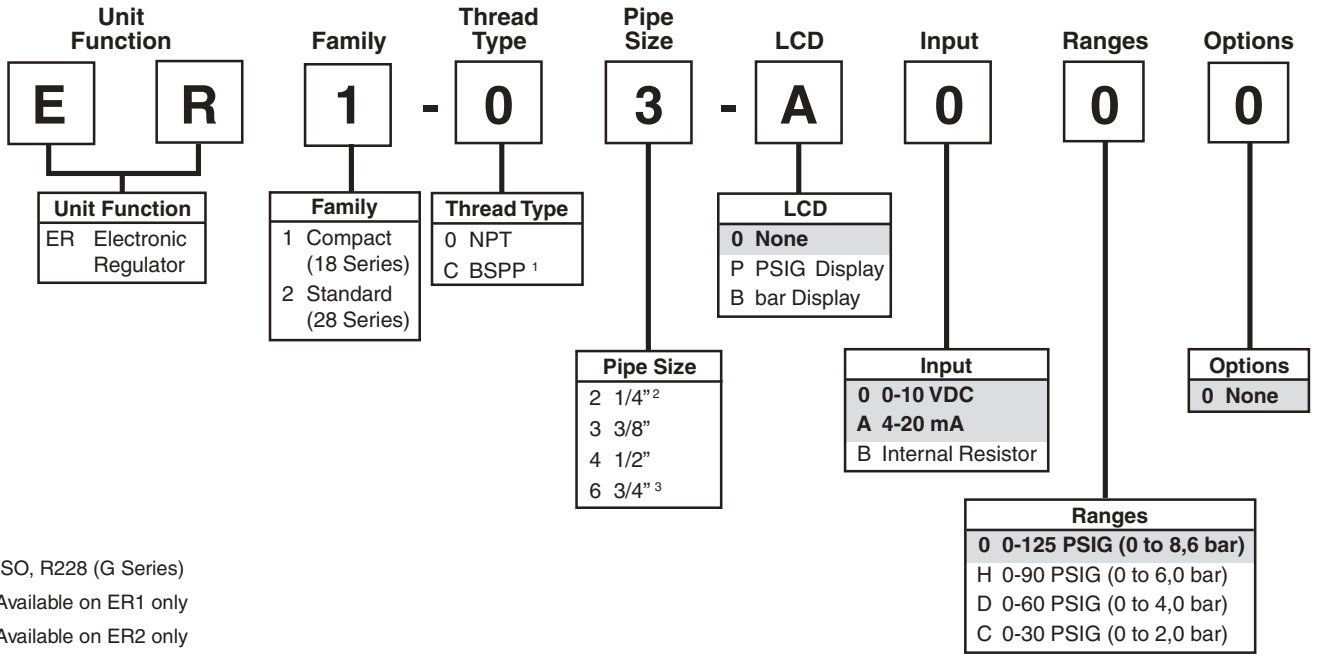 Unit Function
Family
Thread Type
Pipe Size
LCD
Input
Ranges
Options
E R 1 - 0 3 - A 0 0 0
Unit Function
ER Electronic
Regulator
Family
1 Compact
(18 Series)
2 Standard
(28 Series)
Thread Type
0 NPT
C BSPP 1
Pipe Size
2 1/4” 2
3 3/8”
4 1/2”
6 3/4” 3
LCD
0 None
P PSIG Display
B bar Display
Input
0 0-10 VDC
A 4-20 mA
B Internal Resistor
Ranges
0 0-125 PSIG (0 to 8,6 bar)
H 0-90 PSIG (0 to 6,0 bar)
D 0-60 PSIG (0 to 4,0 bar)
C 0-30 PSIG (0 to 2,0 bar)
Options
0 None
SO, R228 (G Series)
Available on ER1 only
Available on ER2 only